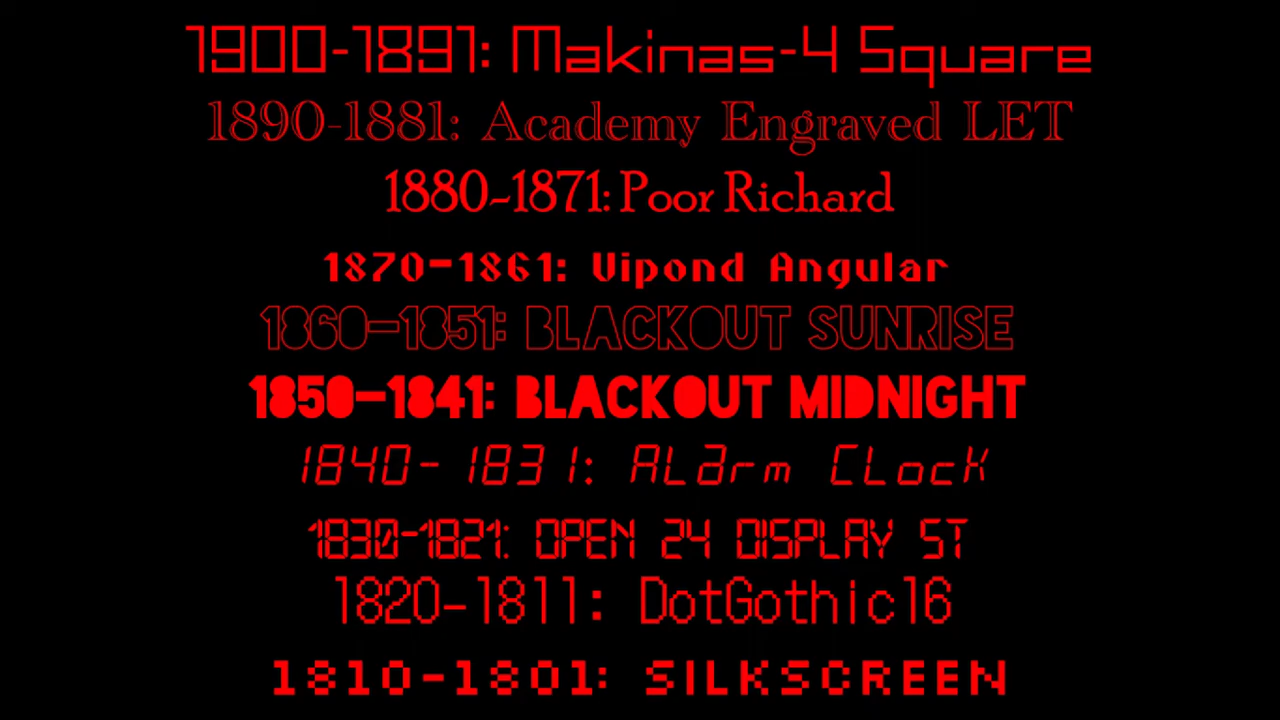 1900-1891: Makinas-4 Square
1890-1881: Academy Engraved LET
1880-1871: Poor Richard
1870-1861: Vipond Angular
1860-1851: BLACKOUT SUNRISE
1850-1841: BLACKOUT MIDNIGHT
1840-1831: ALarm CLocK
1830-1821: OPEN 24 DISPLAY ST
1820-1811: DotGothic16
1810-1801: SILKSCREEN